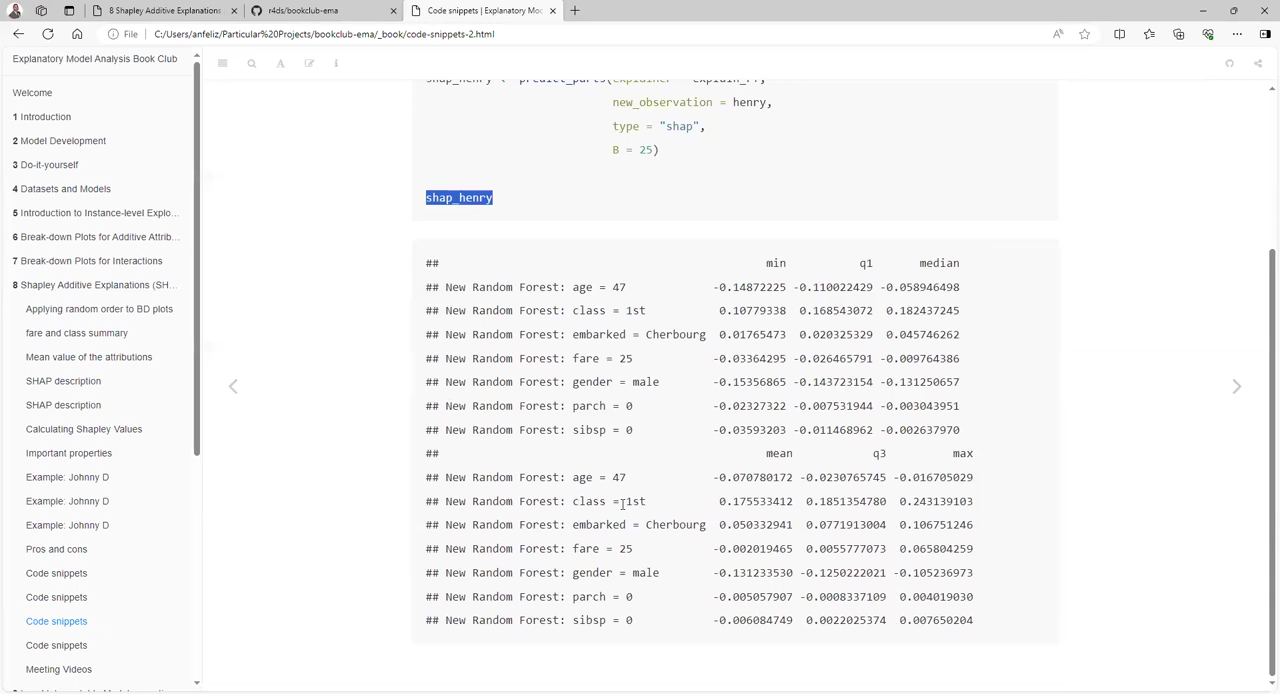 8 Shapley Additive Explanations
r4ds/bookclub-ema
Code snippets | Explanatory Mo
File
C:/Users/anfeliz/Particular%20Projects/bookclub-ema/_book/code-snippets-2.html
Explanatory Model Analysis Book Club
Welcome
1 Introduction
2 Model Development
3 Do-it-yourself
4 Datasets and Models
5 Introduction to Instance-level Explo...
6 Break-down Plots for Additive Attrib...
7 Break-down Plots for Interactions
8 Shapley Additive Explanations (SH...
Applying random order to BD plots
fare and class summary
Mean value of the attributions
SHAP description
SHAP description
Calculating Shapley Values
Important properties
Example: Johnny D
Example: Johnny D
Example: Johnny D
Pros and cons
Code snippets
Code snippets
Code snippets
Code snippets
Meeting Videos
new_observation = henry,
type = "shap",
B = 25)
shap_henry
## min q1 median
## New Random Forest: age = 47 -0.14872225 -0.110022429 -0.058946498
## New Random Forest: class = 1st 0.10779338 0.168543072 0.182437245
## New Random Forest: embarked = Cherbourg 0.01765473 0.020325329 0.045746262
## New Random Forest: fare = 25 -0.03364295 -0.026465791 -0.009764386
## New Random Forest: gender = male -0.15356865 -0.143723154 -0.131250657
## New Random Forest: parch = 0 -0.02327322 -0.007531944 -0.003043951
## New Random Forest: sibsp = 0 -0.03593203 -0.011468962 -0.002637970
## mean q3 max
## New Random Forest: age = 47 -0.070780172 -0.0230765745 -0.016705029
## New Random Forest: class = 1st 0.175533412 0.1851354780 0.243139103
## New Random Forest: embarked = Cherbourg 0.050332941 0.0771913004 0.106751246
## New Random Forest: fare = 25 -0.002019465 0.0055777073 0.065804259
## New Random Forest: gender = male -0.131233530 -0.1250222021 -0.105236973
## New Random Forest: parch = 0 -0.005057907 -0.0008337109 0.004019030
## New Random Forest: sibsp = 0 -0.006084749 0.0022025374 0.007650204